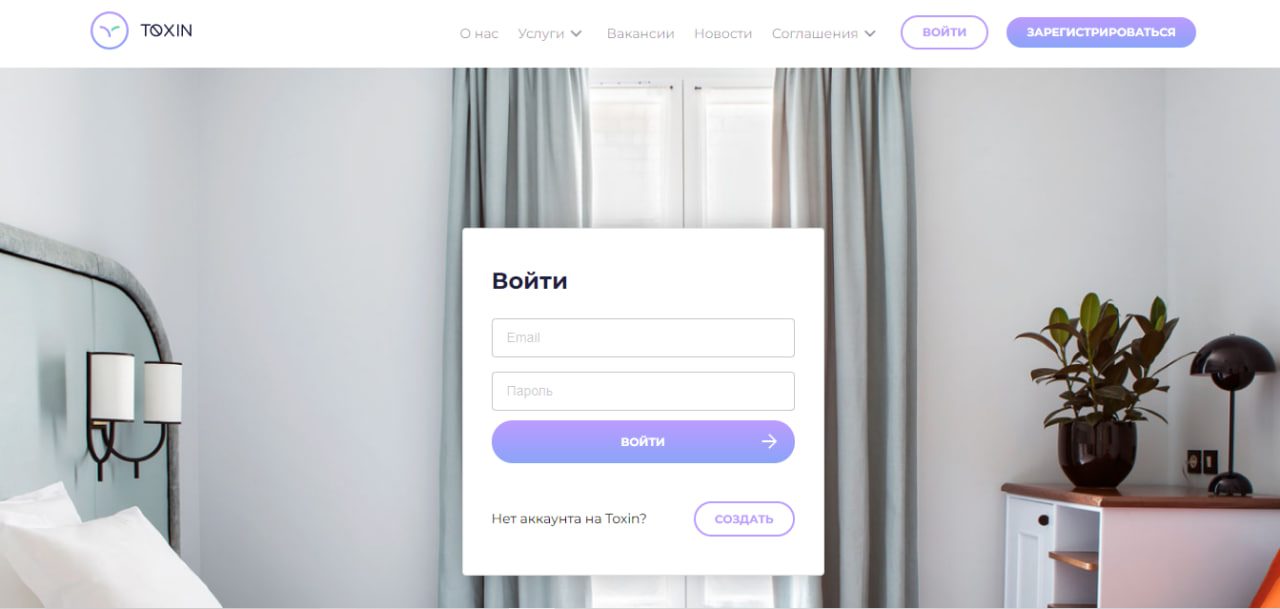 TOXIN
О нас Услуги Вакансии Новости Соглашения ВОЙТИ ЗАРЕГИСТРИРОВАТЬСЯ
Войти
Email
Пароль
ВОЙТИ
Нет аккаунта на Toxin? СОЗДАТЬ